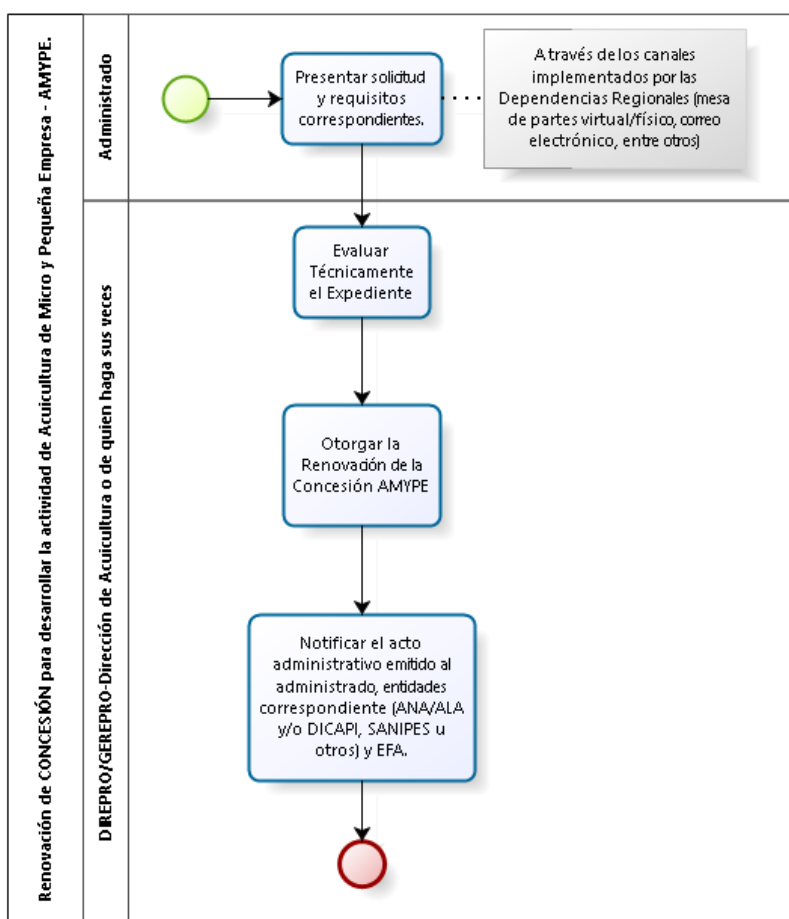 Renovación de CONCESIÓN para desarrollar la actividad de Acuicultura de Micro y Pequeña Empresa - AMYPE.
Administrado
Presentar solicitud
y requisitos
correspondientes.
A través de los canales
implementados por las
Dependencias Regionales (mesa
de partes virtual/físico, correo
electrónico, entre otros)
DIREPRO/GEREPRO-Dirección de Acuicultura o de quien haga sus veces
Evaluar
Técnicamente
el Expediente
Otorgar la
Renovación de la
Concesión AMYPE
Notificar el acto
administrativo emitido al
administrado, entidades
correspondiente (ANA/ALA
y/o DICAPI, SANIPES u
otros) y EFA.